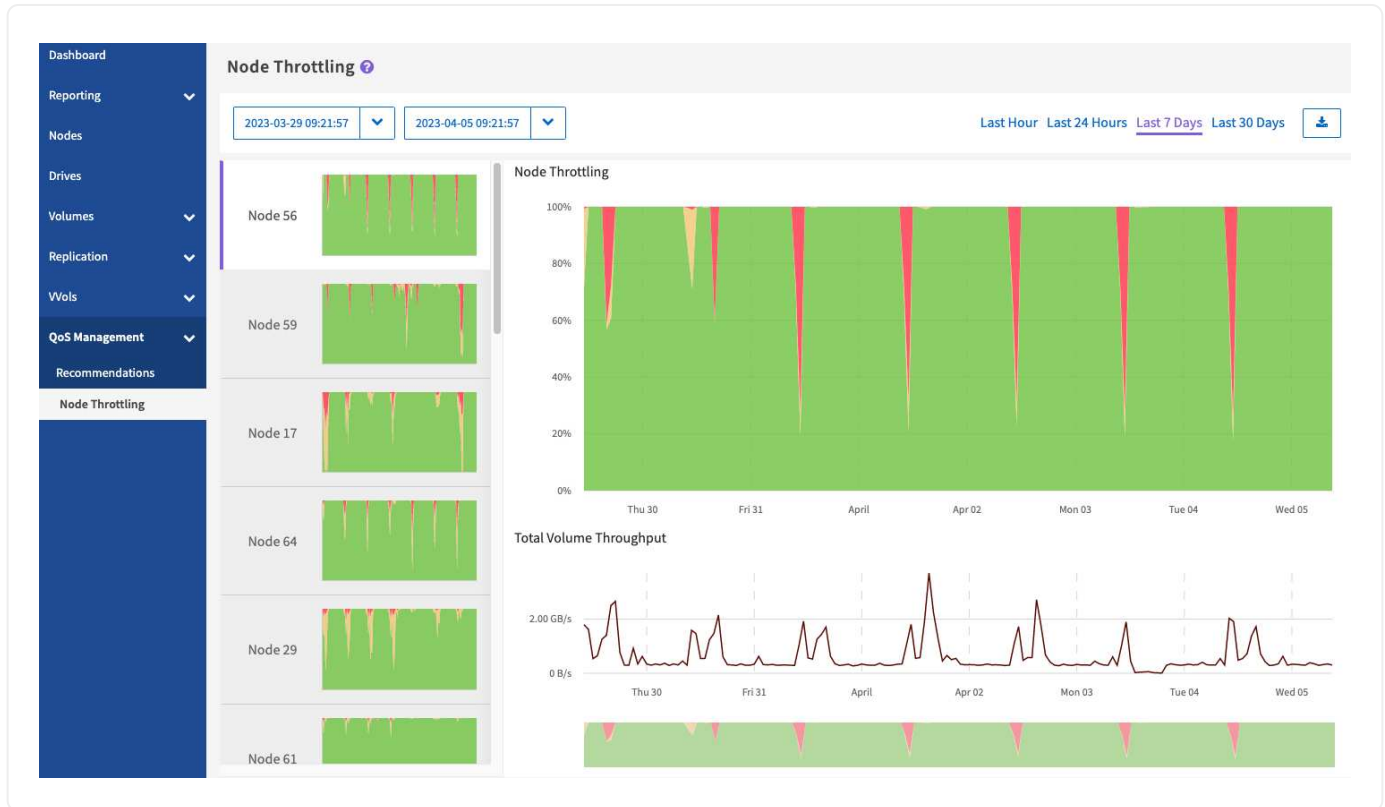 Dashboard
Reporting
Nodes
Drives
Volumes
Replication
VVols
QoS Management
Recommendations
Node Throttling
Node Throttling ?
2023-03-29 09:21:57
2023-04-05 09:21:57
Last Hour Last 24 Hours Last 7 Days Last 30 Days
Node 56
Node 59
Node 17
Node 64
Node 29
Node 61
Node Throttling
100%
80%
60%
40%
20%
0%
Thu 30 Fri 31 April Apr 02 Mon 03 Tue 04 Wed 05
Total Volume Throughput
2.00 GB/s
0 B/s
Thu 30 Fri 31 April Apr 02 Mon 03 Tue 04 Wed 05